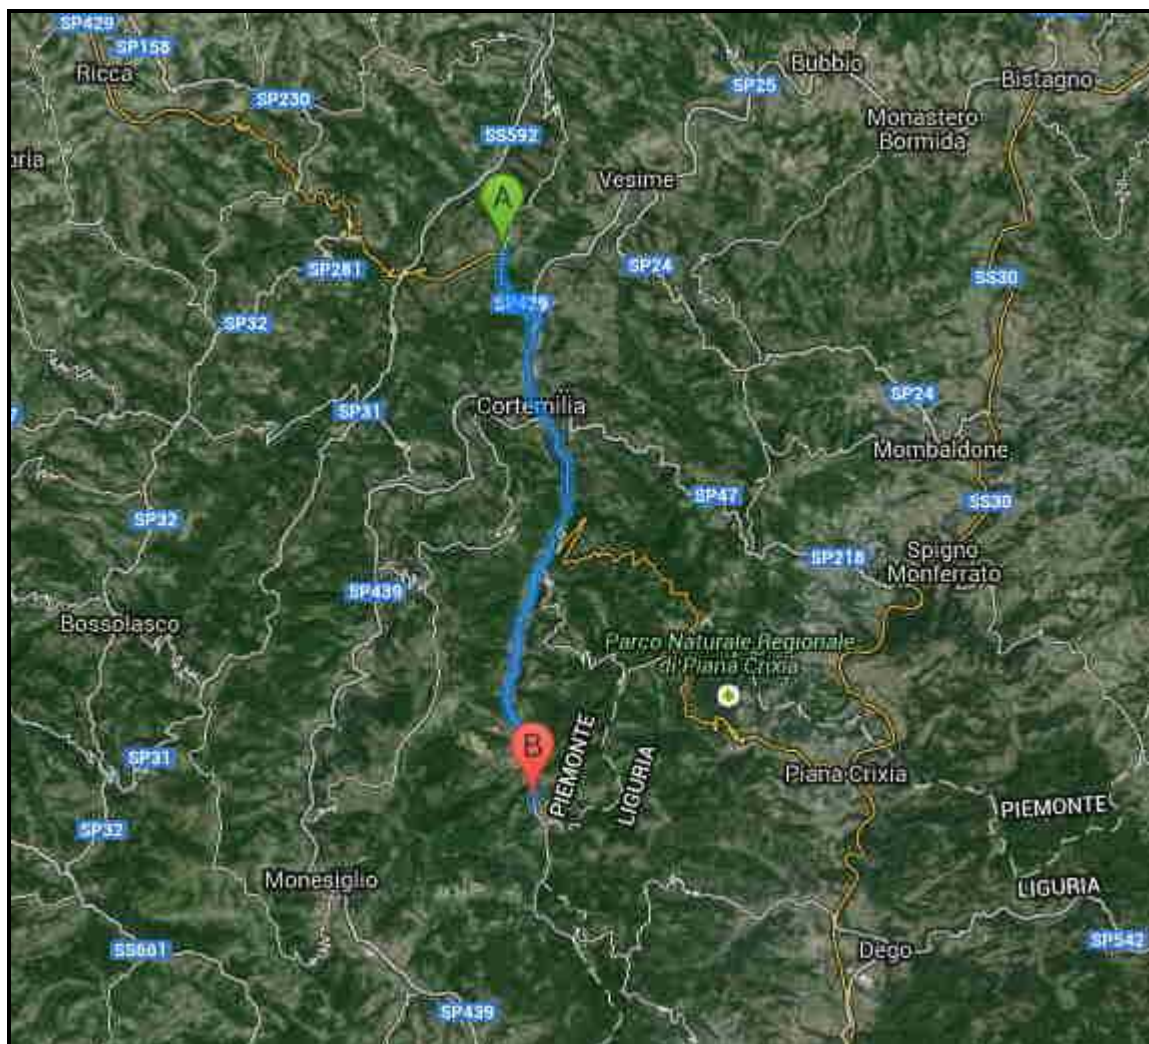 SP429
SP158
Ricca
SP230
SS592
Bubbio
SP25
Bistagno
Monastero
Bormida
Vesime
A
SP281
SP24
SS30
SP32
SP429
SP31
Cortemilia
SP24
Mombaldone
SP47
SS30
SP32
SP218
Spigno
Monferrato
SP439
Bossolasco
Parco Naturale Regionale
di Piana Crixia
B
PIEMONTE
LIGURIA
SP31
Piana Crixia
PIEMONTE
SP32
Monesiglio
LIGURIA
SS661
Dego
SP542
SP439